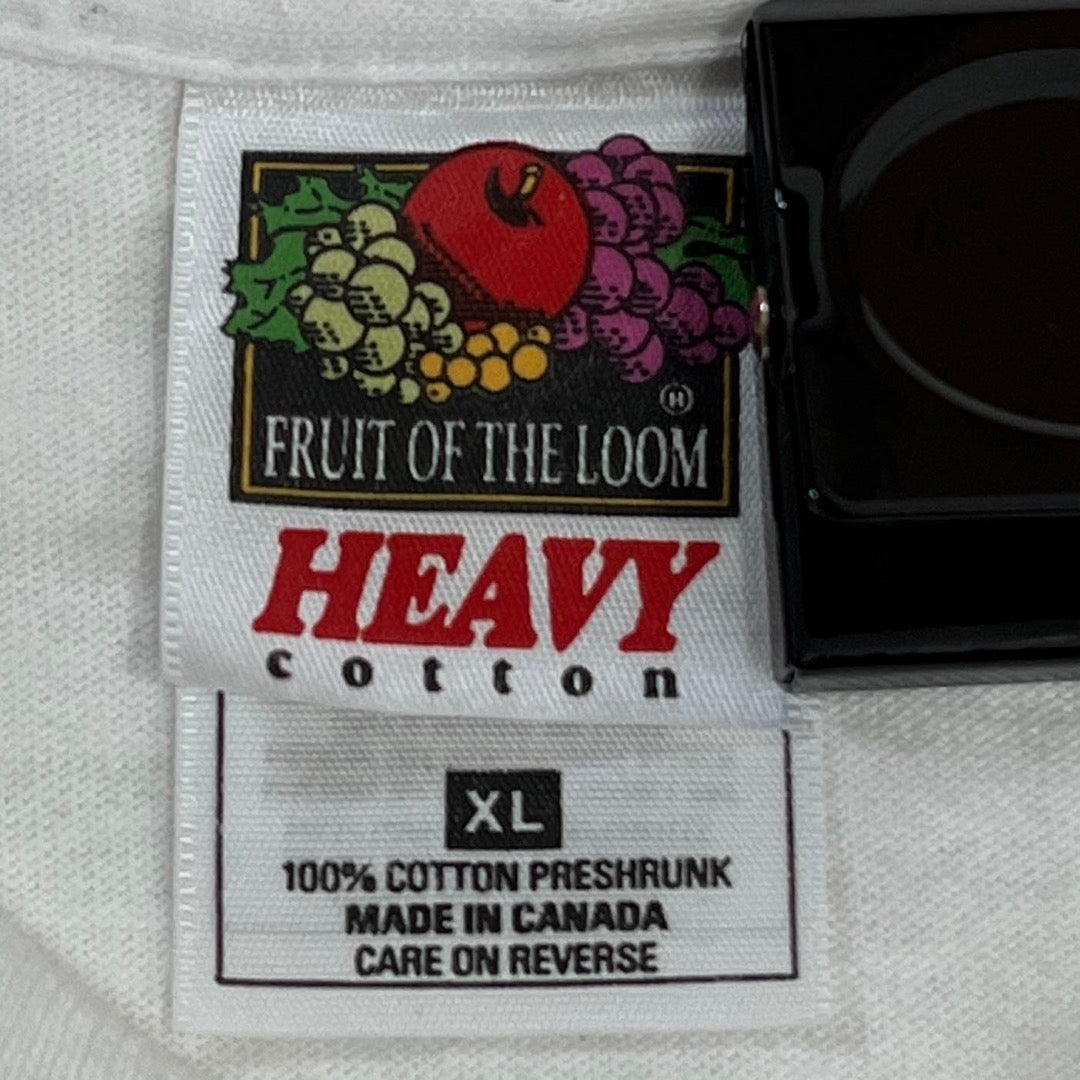 FRUIT OF THE LOOM
HEAVY
cotton
XL
100% COTTON PRESHRUNK
MADE IN CANADA
CARE ON REVERSE